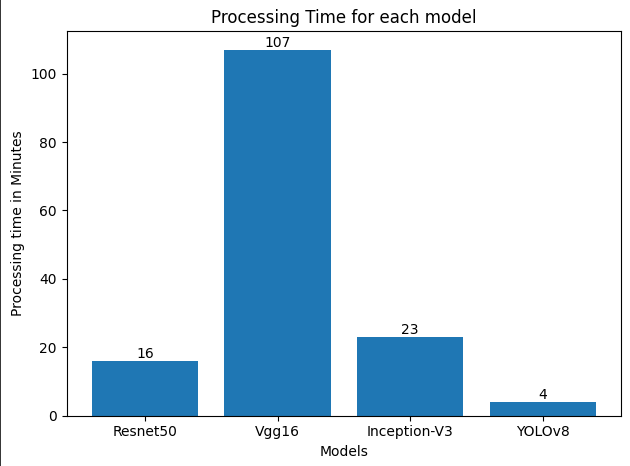 Processing Time for each model
107
100
80
60
40
20
0
Processing time in Minutes
16
23
4
Resnet50 Vgg16 Inception-V3 YOLOv8
Models